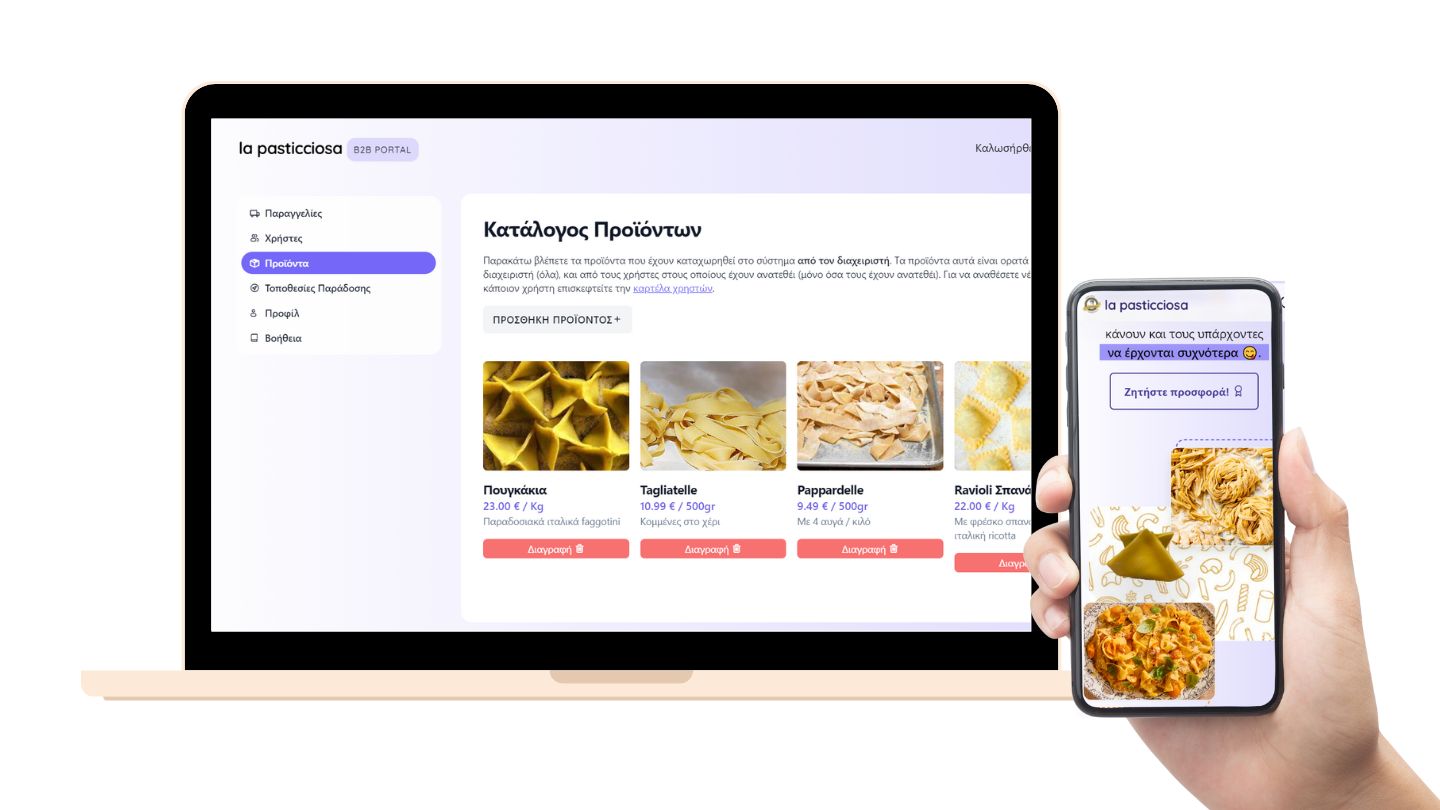 la pasticciosa B2B PORTAL
Παραγγελίες
Χρήστες
Προϊόντα
Τοποθεσίες Παράδοσης
Προφίλ
Βοήθεια
Κατάλογος Προϊόντων
Παρακάτω βλέπετε τα προϊόντα που έχουν καταχωρηθεί στο σύστημα από τον διαχειριστή. Τα προϊόντα αυτά είναι ορατά
διαχειριστή (όλα), και από τους χρήστες στους οποίους έχουν ανατεθεί (μόνο όσα τους έχουν ανατεθεί). Για να αναθέσετε
κάποιον χρήστη επισκεφτείτε την καρτέλα χρηστών.
ΠΡΟΣΘΗΚΗ ΠΡΟΪΟΝΤΟΣ+
Πουγκάκια
23.00 € / Kg
Παραδοσιακά ιταλικά faggotini
Διαγραφή
Tagliatelle
10.99 € / 500gr
Κομμένες στο χέρι
Διαγραφή
Pappardelle
9.49 € / 500gr
Με 4 αυγά / κιλό
Διαγραφή
Ravioli
22.00 € / Kg
Με φρέσκο
ιταλική ricotta
la pasticciosa
κάνουν και τους υπάρχοντες
να έρχονται συχνότερα 😋.
Ζητήστε προσφορά!